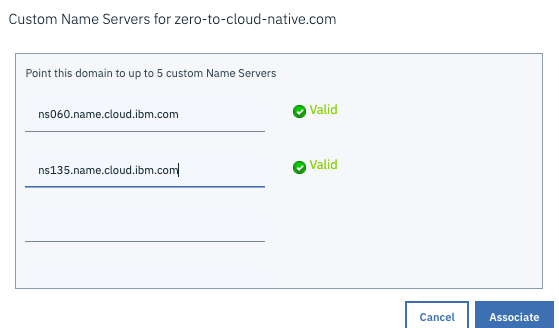 Custom Name Servers for zero-to-cloud-native.com
Point this domain to up to 5 custom Name Servers
ns060.name.cloud.ibm.com
Valid
ns135.name.cloud.ibm.com
Valid
Cancel
Associate